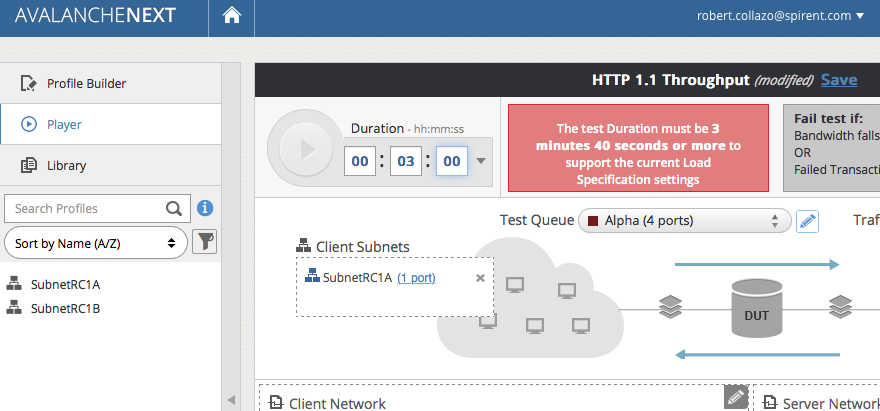 AVALANCHENEXT
robert.collazo@spirent.com
Profile Builder
Player
Library
Search Profiles
Sort by Name (A/Z)
SubnetRC1A
SubnetRC1B
HTTP 1.1 Throughput (modified) Save
Duration - hh:mm:ss
00 : 03 : 00
The test Duration must be 3
minutes 40 seconds or more to
support the current Load
Specification settings
Fail test if:
Bandwidth falls
OR
Failed Transacti
Test Queue Alpha (4 ports)
Traf
Client Subnets
SubnetRC1A (1 port)
DUT
Client Network
Server Network